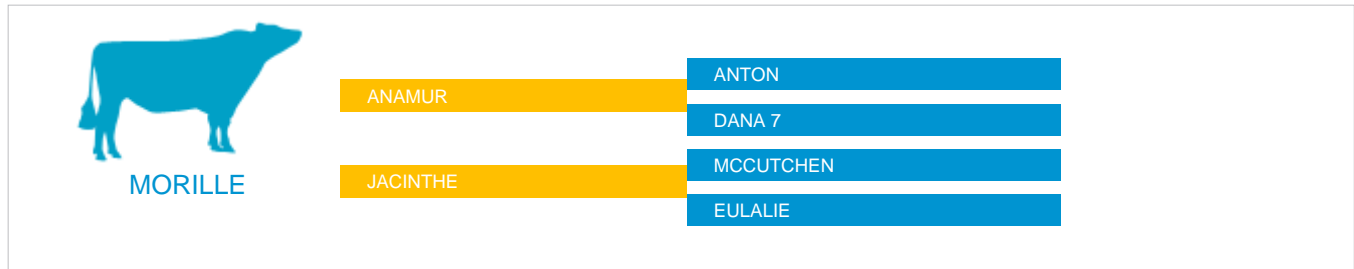 MORILLE
ANAMUR
JACINTHE
ANTON
DANA 7
MCCUTCHEN
EULALIE